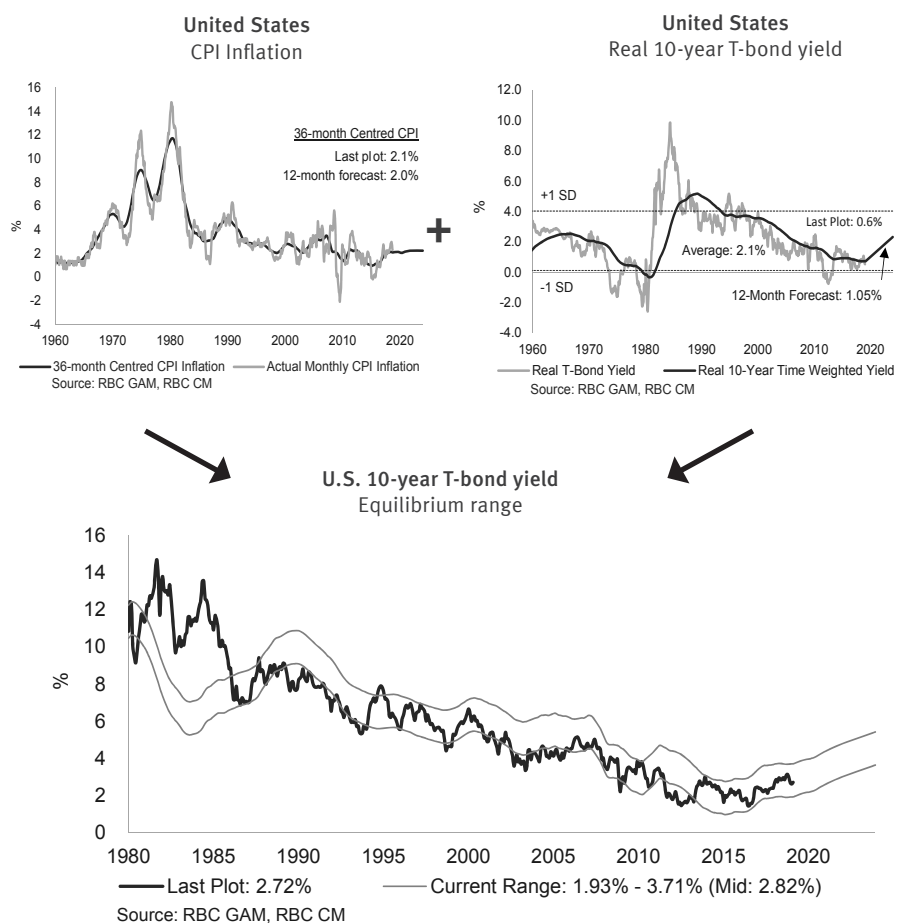 United States
CPI Inflation
16
14
12
10
8
6
4
2
0
-2
-4
%
36-month Centred CPI
Last plot: 2.1%
12-month forecast: 2.0%
1960 1970 1980 1990 2000 2010 2020
36-month Centred CPI Inflation Actual Monthly CPI Inflation
Source: RBC GAM, RBC CM
+
United States
Real 10-year T-bond yield
12.0
10.0
8.0
6.0
4.0
2.0
0.0
-2.0
-4.0
%
+1 SD
Last Plot: 0.6%
Average: 2.1%
-1 SD
12-Month Forecast: 1.05%
1960 1970 1980 1990 2000 2010 2020
Real T-Bond Yield Real 10-Year Time Weighted Yield
Source: RBC GAM, RBC CM
U.S. 10-year T-bond yield
Equilibrium range
16
14
12
10
8
6
4
2
0
%
1980 1985 1990 1995 2000 2005 2010 2015 2020
Last Plot: 2.72% Current Range: 1.93% - 3.71% (Mid: 2.82%)
Source: RBC GAM, RBC CM